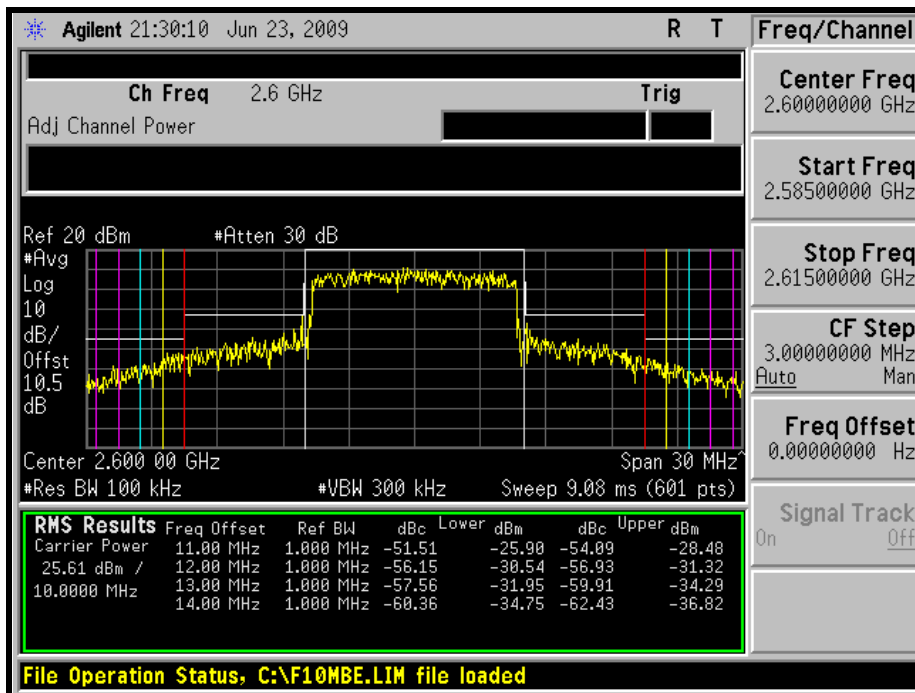 Agilent 21:30:10 Jun 23, 2009 R T
Ch Freq 2.6 GHz Trig
Adj Channel Power
Ref 20 dBm #Atten 30 dB
#Avg
Log
10
dB/
Offst
10.5
dB
Center 2.600 00 GHz Span 30 MHz^
#Res BW 100 kHz #VBW 300 kHz Sweep 9.08 ms (601 pts)
RMS Results Freq Offset Ref BW dBc Lower dBm dBc Upper dBm
Carrier Power 11.00 MHz 1.000 MHz -51.51 -25.90 -54.09 -28.48
25.61 dBm / 12.00 MHz 1.000 MHz -56.15 -30.54 -56.93 -31.32
10.0000 MHz 13.00 MHz 1.000 MHz -57.56 -31.95 -59.91 -34.29
14.00 MHz 1.000 MHz -60.36 -34.75 -62.43 -36.82
File Operation Status, C:\F10MBE.LIM file loaded
Freq/Channel
Center Freq
2.60000000 GHz
Start Freq
2.58500000 GHz
Stop Freq
2.61500000 GHz
CF Step
3.00000000 MHz
Auto Man
Freq Offset
0.00000000 Hz
Signal Track
On Off